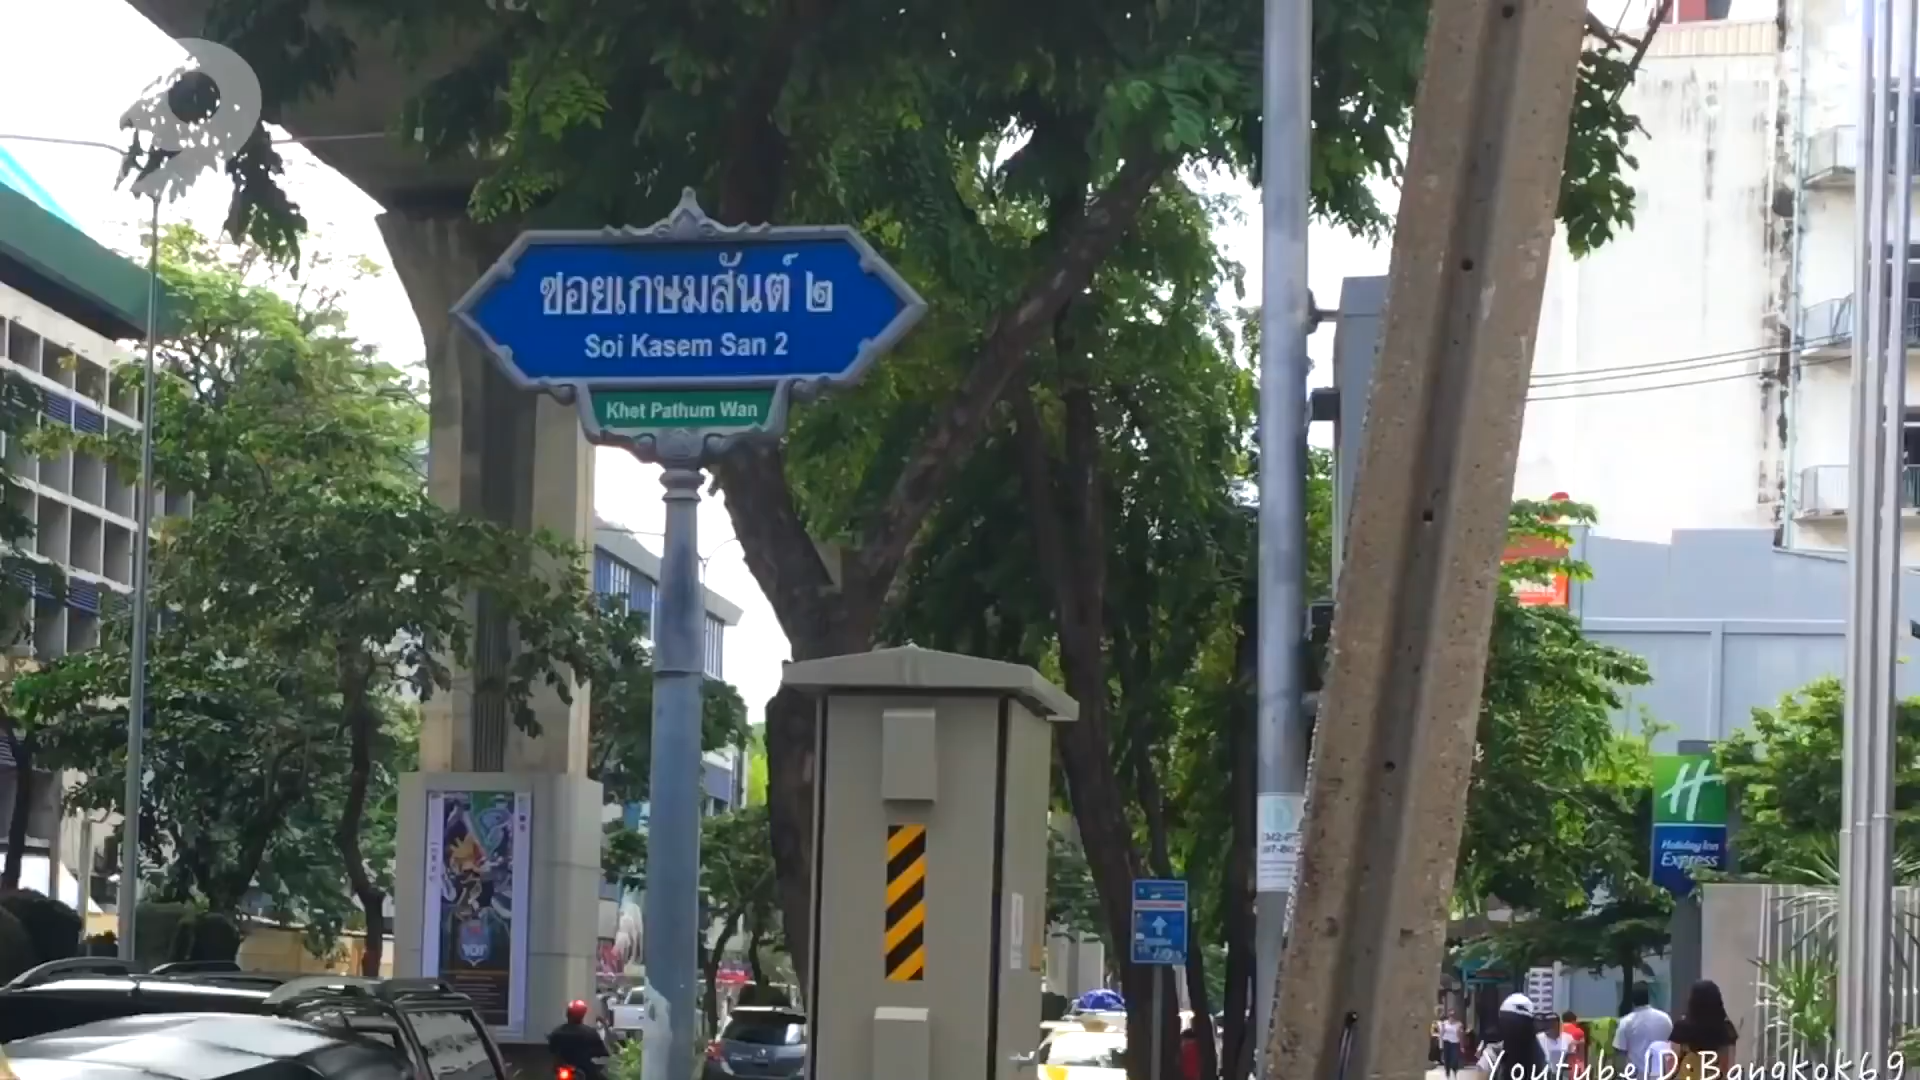 9
ซอยเกษมสันต์ ๒
Soi Kasem San 2
Khet Pathum Wan
H
Holiday Inn
Express
YoutubeID:Bangkok69